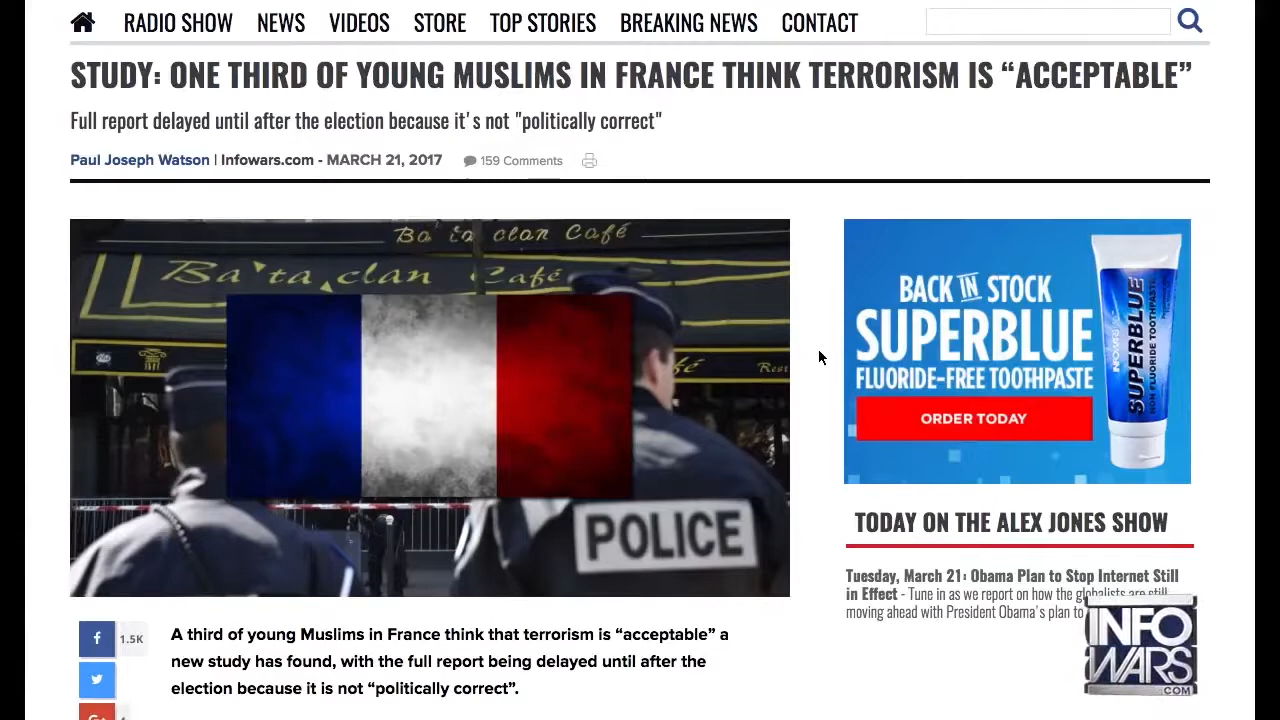 RADIO SHOW NEWS VIDEOS STORE TOP STORIES BREAKING NEWS CONTACT
STUDY: ONE THIRD OF YOUNG MUSLIMS IN FRANCE THINK TERRORISM IS “ACCEPTABLE”
Full report delayed until after the election because it's not "politically correct"
Paul Joseph Watson | Infowars.com - MARCH 21, 2017 159 Comments
Ba'ta clan Café
Ba'ta clan Café
POLICE
BACK IN STOCK
SUPERBLUE
FLUORIDE-FREE TOOTHPASTE
ORDER TODAY
INFOWARS
SUPERBLUE
NON FLUORIDE TOOTHPASTE
TODAY ON THE ALEX JONES SHOW
Tuesday, March 21: Obama Plan to Stop Internet Still
in Effect - Tune in as we report on how the globalists are still
moving ahead with President Obama's plan to
INFO
WARS
.COM
f 1.5K
A third of young Muslims in France think that terrorism is “acceptable” a
new study has found, with the full report being delayed until after the
election because it is not “politically correct”.